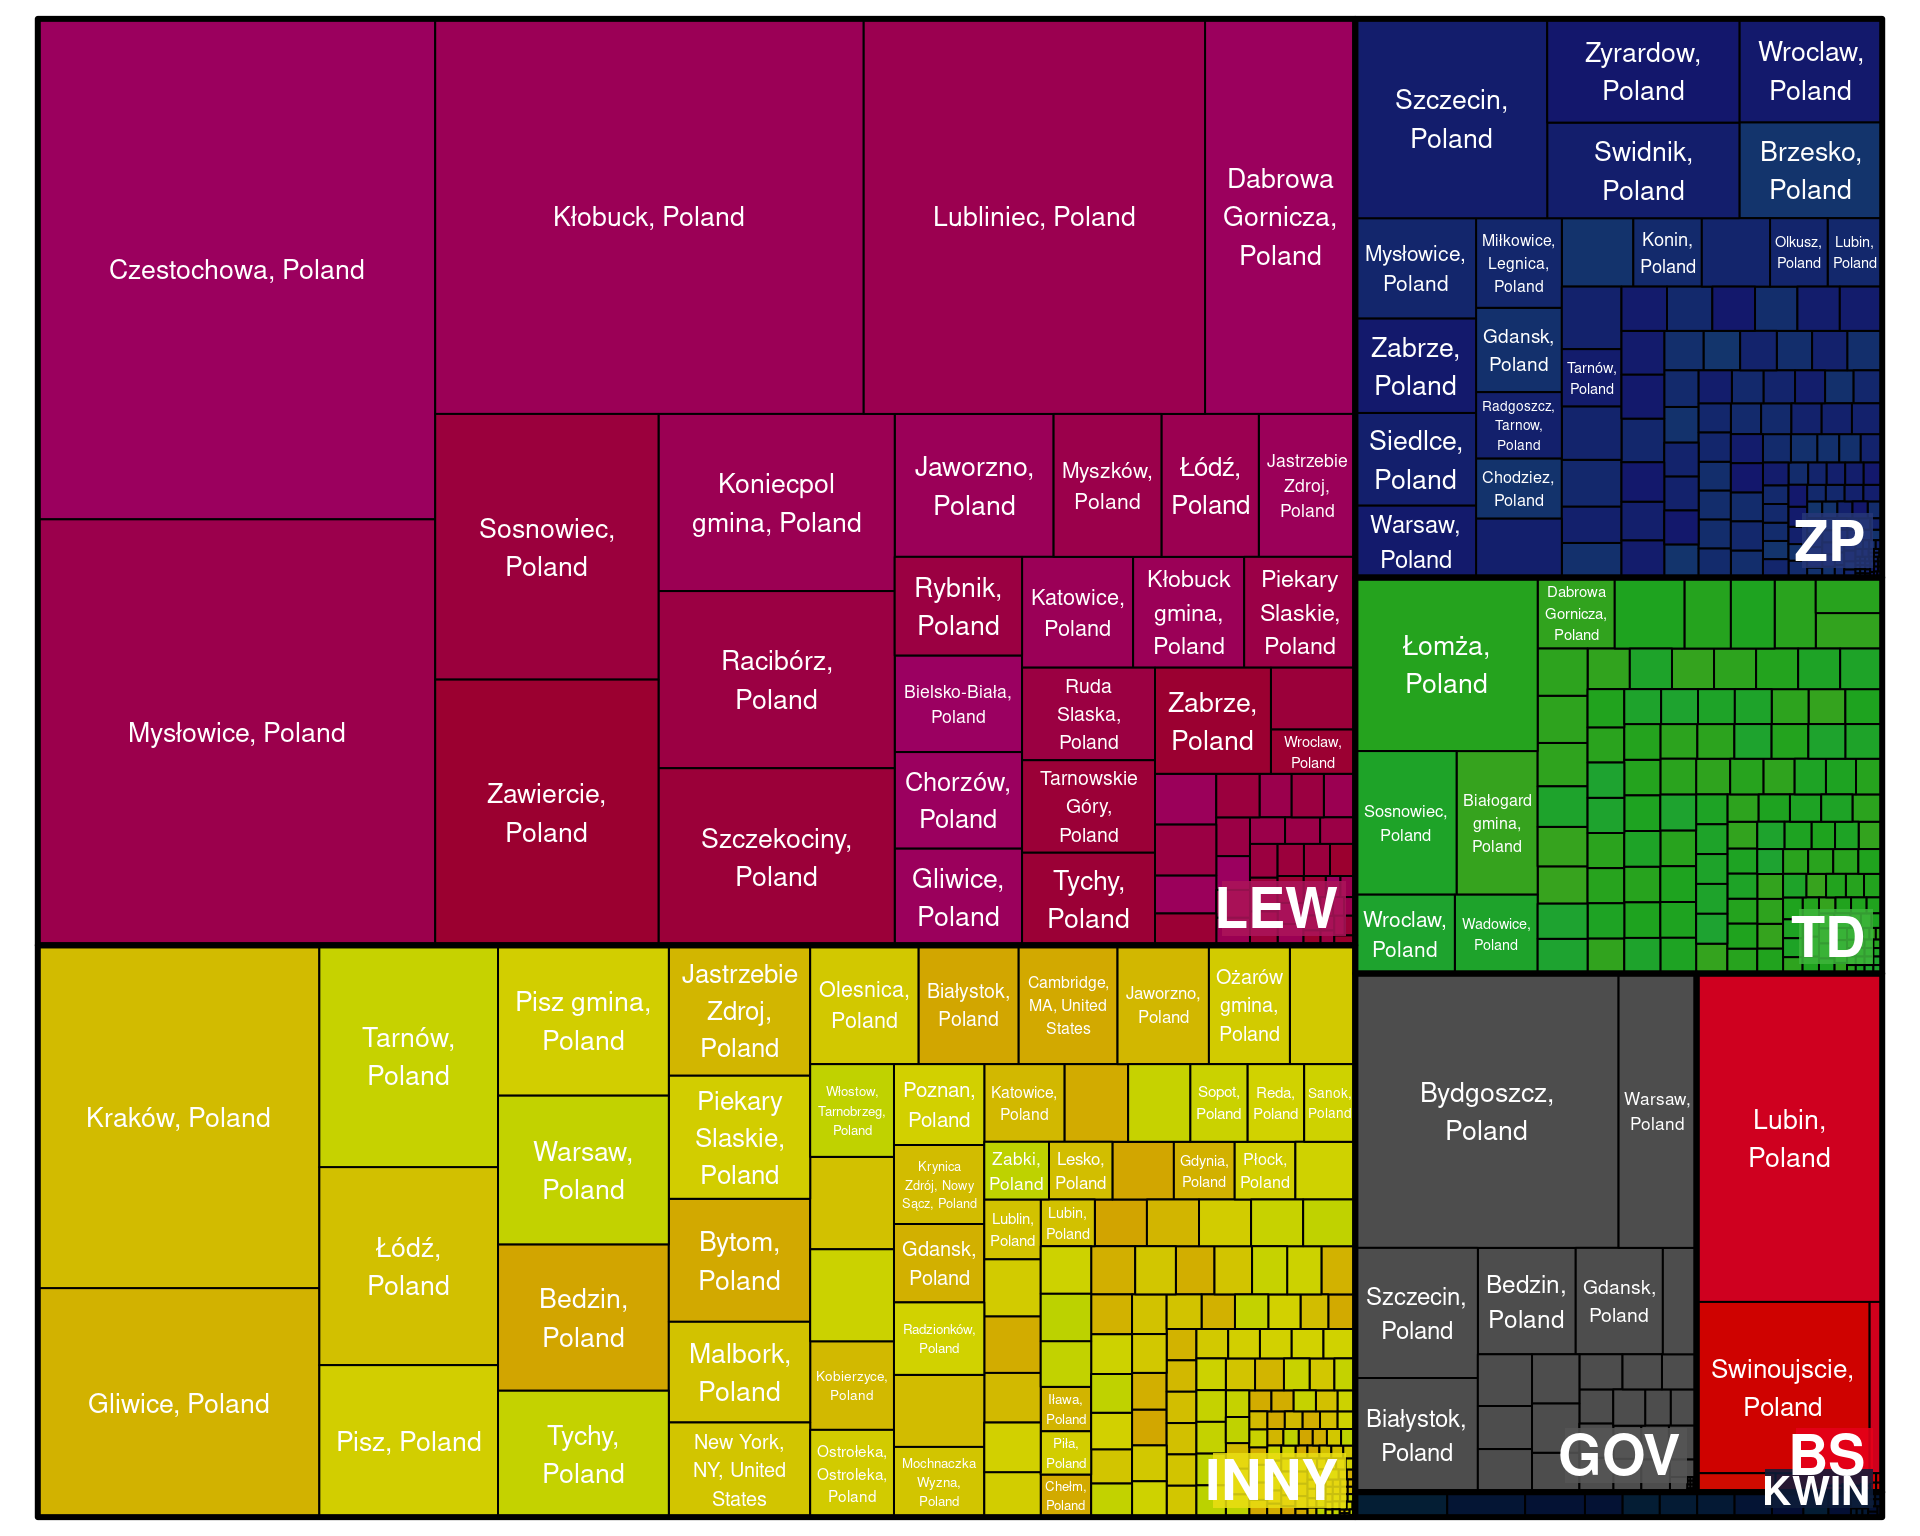 Czestochowa, Poland
Mysłowice, Poland
Kłobuck, Poland
Lubliniec, Poland
Dabrowa
Gornicza,
Poland
Sosnowiec,
Poland
Zawiercie,
Poland
Koniecpol
gmina, Poland
Racibórz,
Poland
Szczekociny,
Poland
Jaworzno,
Poland
Myszków,
Poland
Łódź,
Poland
Jastrzebie
Zdroj,
Poland
Rybnik,
Poland
Bielsko-Biała,
Poland
Chorzów,
Poland
Gliwice,
Poland
Katowice,
Poland
Kłobuck
gmina,
Poland
Piekary
Slaskie,
Poland
Ruda
Slaska,
Poland
Tarnowskie
Góry,
Poland
Tychy,
Poland
Zabrze,
Poland
Wroclaw,
Poland
LEW
Szczecin,
Poland
Zyrardow,
Poland
Wroclaw,
Poland
Swidnik,
Poland
Brzesko,
Poland
Mysłowice,
Poland
Zabrze,
Poland
Siedlce,
Poland
Warsaw,
Poland
Miłkowice,
Legnica,
Poland
Gdansk,
Poland
Radgoszcz,
Tarnow,
Poland
Chodziez,
Poland
Konin,
Poland
Olkusz,
Poland
Lubin,
Poland
Tarnów,
Poland
ZP
Łomża,
Poland
Dabrowa
Gornicza,
Poland
Sosnowiec,
Poland
Białogard
gmina,
Poland
Wroclaw,
Poland
Wadowice,
Poland
TD
Kraków, Poland
Gliwice, Poland
Tarnów,
Poland
Łódź,
Poland
Pisz, Poland
Pisz gmina,
Poland
Warsaw,
Poland
Bedzin,
Poland
Tychy,
Poland
Jastrzebie
Zdroj,
Poland
Piekary
Slaskie,
Poland
Bytom,
Poland
Malbork,
Poland
New York,
NY, United
States
Olesnica,
Poland
Białystok,
Poland
Cambridge,
MA, United
States
Jaworzno,
Poland
Ożarów
gmina,
Poland
Włostow,
Tarnobrzeg,
Poland
Kobierzyce,
Poland
Ostrołeka,
Ostroleka,
Poland
Poznan,
Poland
Krynica
Zdrój, Nowy
Sącz, Poland
Gdansk,
Poland
Radzionków,
Poland
Mochnaczka
Wyzna,
Poland
Katowice,
Poland
Sopot,
Poland
Reda,
Poland
Sanok,
Poland
Zabki,
Poland
Lesko,
Poland
Gdynia,
Poland
Płock,
Poland
Lublin,
Poland
Lubin,
Poland
Iława,
Poland
Piła,
Poland
Chełm,
Poland
INNY
Bydgoszcz,
Poland
Warsaw,
Poland
Szczecin,
Poland
Białystok,
Poland
Bedzin,
Poland
Gdansk,
Poland
GOV
Lubin,
Poland
Swinoujscie,
Poland
BS
KWIN